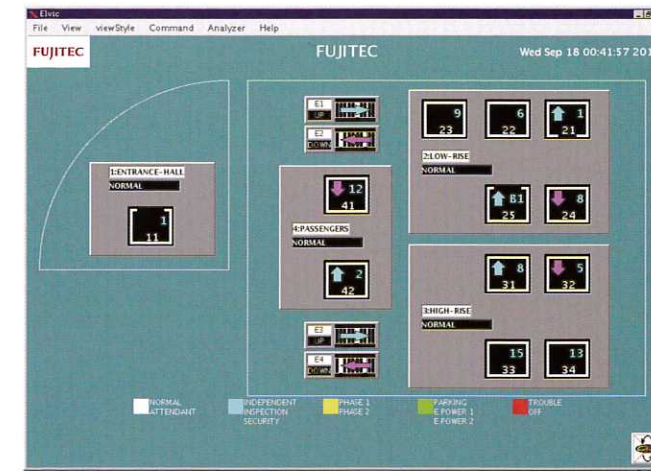 Elvic
File View viewStyle Command Analyzer Help
FUJITEC
FUJITEC
Wed Sep 18 00:41:57 201
1:ENTRANCE-HALL
NORMAL
1
11
E1
UP
E2
DOWN
12
41
4:PASSENGERS
NORMAL
2
42
E3
UP
E4
DOWN
9
23
6
22
1
21
2:LOW-RISE
NORMAL
B1
25
8
24
8
31
5
32
3:HIGH-RISE
NORMAL
15
33
13
34
NORMAL
ATTENDANT
INDEPENDENT
INSPECTION
SECURITY
PHASE 1
PHASE 2
PARKING
E.POWER 1
E.POWER 2
TROUBLE
OFF